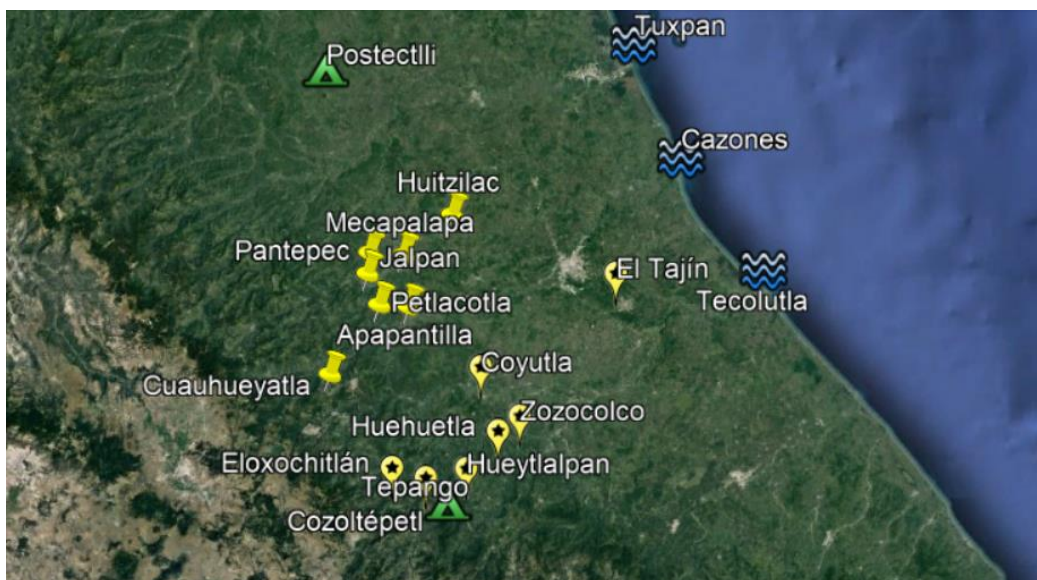 Tuxpan
Postectlli
Cazones
Huitzilac
Mecapalapa
Pantepec
Jalpan
El Tajín
Tecolutla
Petlacotla
Apapantilla
Coyutla
Cuauhueyatla
Zozocolco
Huehuetla
Eloxochitlán
Hueytlalpan
Tepango
Cozoltépetl